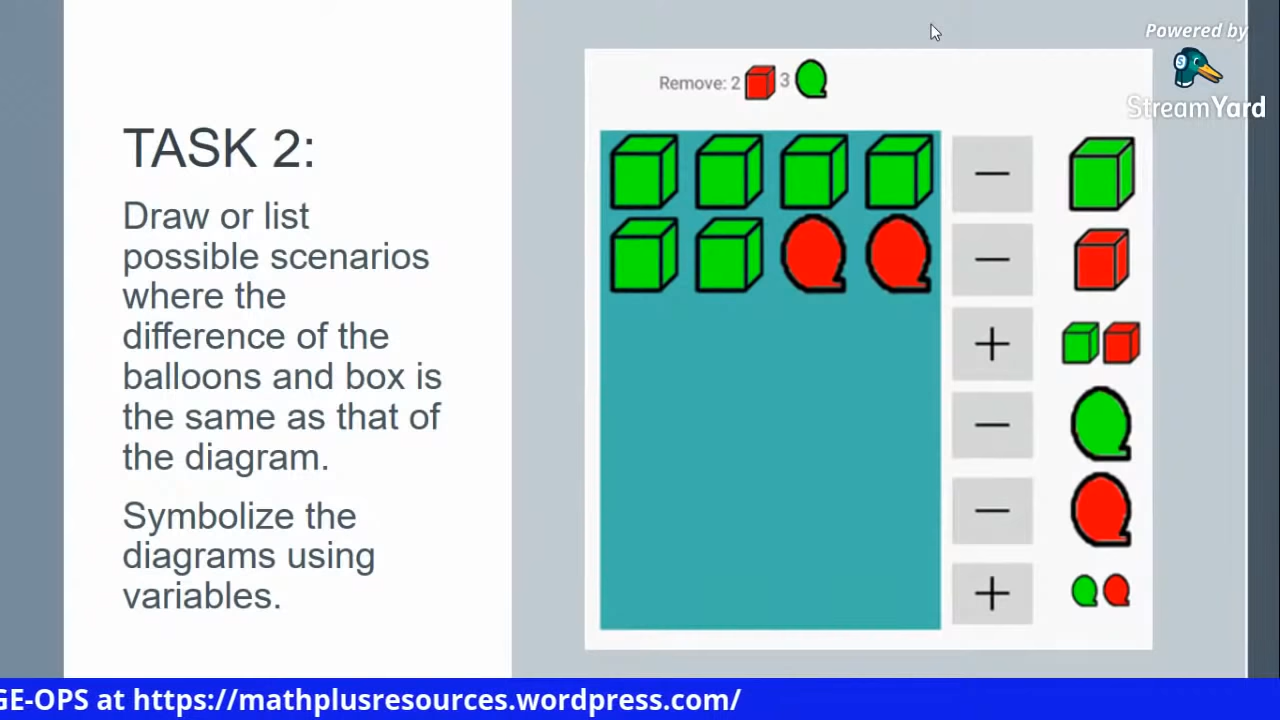 Powered by
StreamYard
TASK 2:
Draw or list
possible scenarios
where the
difference of the
balloons and box is
the same as that of
the diagram.
Symbolize the
diagrams using
variables.
Remove: 2 3
GE-OPS at https://mathplusresources.wordpress.com/